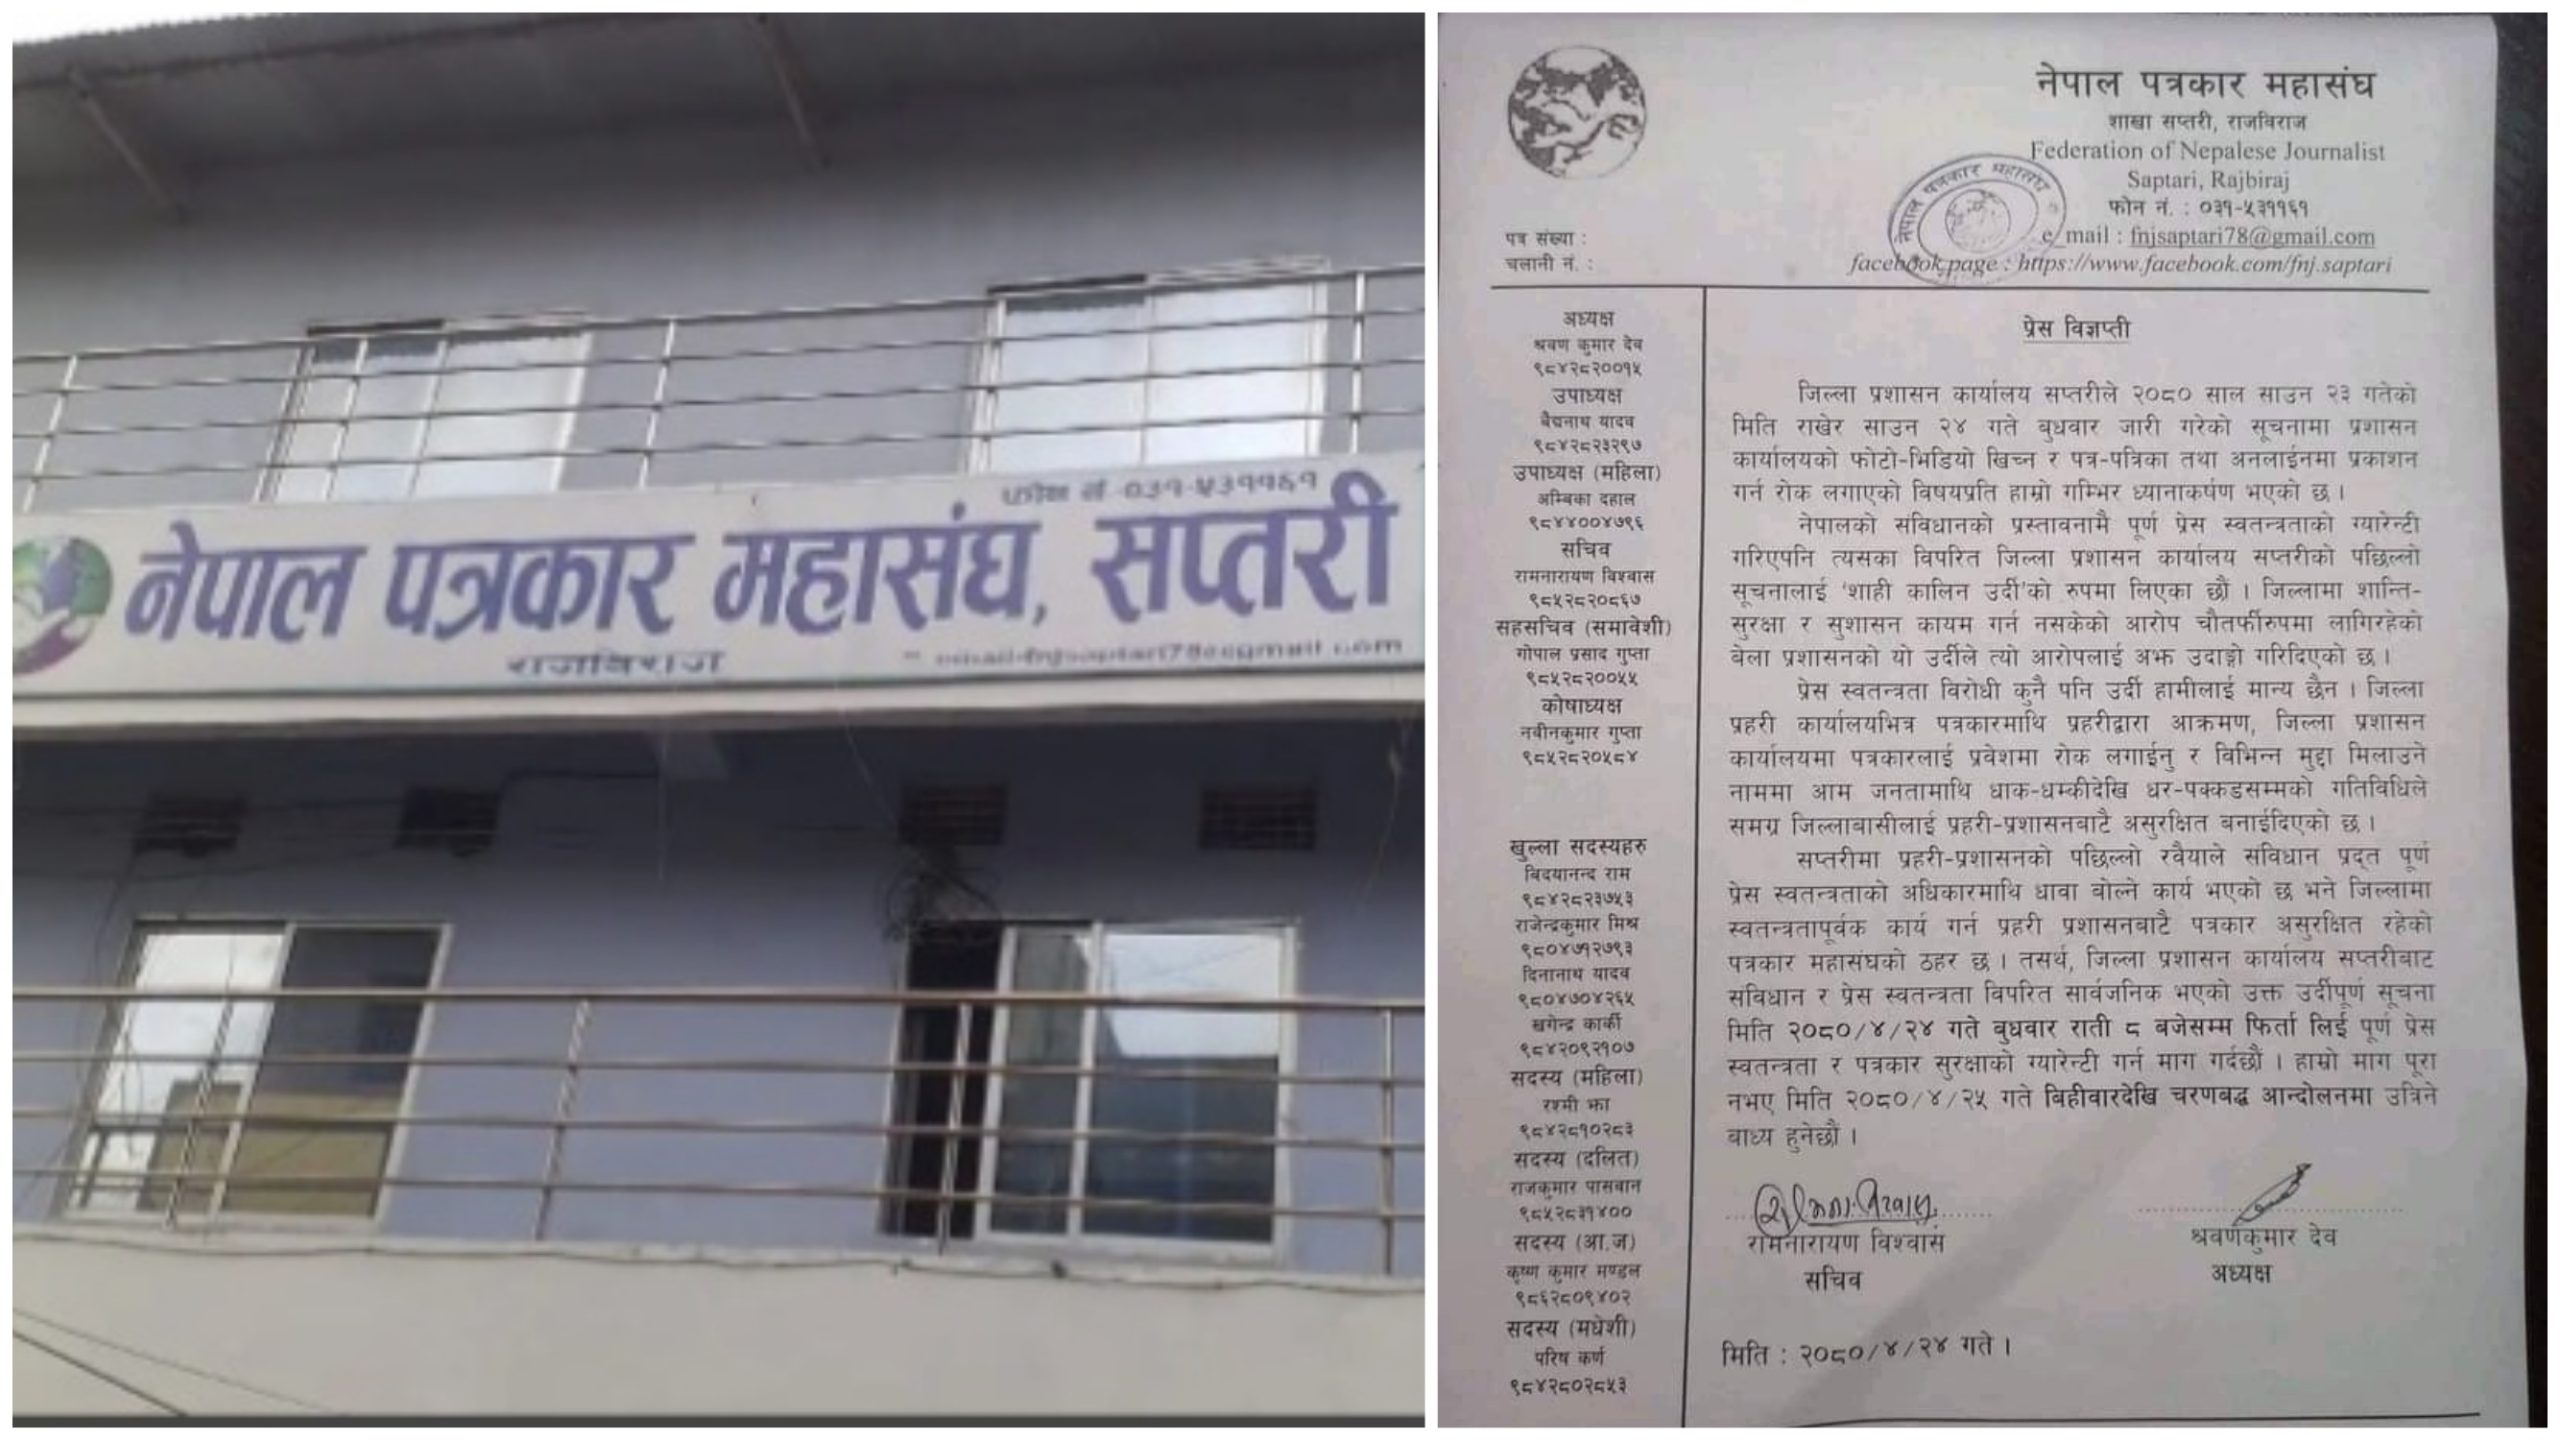 फोन नं ०३१-५३११६१
नेपाल पत्रकार महासंघ, सप्तरी
राजविराज
नेपाल पत्रकार महासंघ
शाखा सप्तरी, राजविराज
Federation of Nepalese Journalist
Saptari, Rajbiraj
फोन नं. : ०३१-५३११६१
e_mail : fnjsaptari78@gmail.com
facebook page : https://www.facebook.com/fnj.saptari
नेपाल पत्रकार महासंघ
पत्र संख्या :
चलानी नं. :
अध्यक्ष
श्रवण कुमार देव
९८४२८२००१५
उपाध्यक्ष
बैद्यनाथ यादव
९८४२८२३२९७
उपाध्यक्ष (महिला)
अम्बिका दहाल
९८४४००४७९६
सचिव
रामनारायण विश्वास
९८५२८२०८६७
सहसचिव (समावेशी)
गोपाल प्रसाद गुप्ता
९८५२८२००५५
कोषाध्यक्ष
नबीनकुमार गुप्ता
९८५२८२०५८४
खुल्ला सदस्यहरु
बिदयानन्द राम
९८४२८२३७५३
राजेन्द्रकुमार मिश्र
९८०४७१२७९३
दिनानाथ यादव
९८०४७०४२६५
खगेन्द्र कार्की
९८४२०९२१०७
सदस्य (महिला)
रश्मी झा
९८४२८१०२८३
सदस्य (दलित)
राजकुमार पासवान
९८५२८३१४००
सदस्य (आ.ज)
कृष्ण कुमार मण्डल
९८६२८०९४०२
सदस्य (मधेशी)
परिष कर्ण
९८४२८०२८५३
प्रेस विज्ञप्ती
जिल्ला प्रशासन कार्यालय सप्तरीले २०८० साल साउन २३ गतेको
मिति राखेर साउन २४ गते बुधवार जारी गरेको सूचनामा प्रशासन
कार्यालयको फोटो-भिडियो खिच्न र पत्र-पत्रिका तथा अनलाईनमा प्रकाशन
गर्न रोक लगाएको विषयप्रति हाम्रो गम्भिर ध्यानाकर्षण भएको छ ।
नेपालको संविधानको प्रस्तावनामै पूर्ण प्रेस स्वतन्त्रताको ग्यारेन्टी
गरिएपनि त्यसका विपरित जिल्ला प्रशासन कार्यालय सप्तरीको पछिल्लो
सूचनालाई 'शाही कालिन उर्दी'को रुपमा लिएका छौ । जिल्लामा शान्ति-
सुरक्षा र सुशासन कायम गर्न नसकेको आरोप चौतर्फीरुपमा लागिरहेको
बेला प्रशासनको यो उर्दीले त्यो आरोपलाई अझ उदाङ्गो गरिदिएको छ ।
प्रेस स्वतन्त्रता विरोधी कुनै पनि उर्दी हामीलाई मान्य छैन । जिल्ला
प्रहरी कार्यालयभित्र पत्रकारमाथि प्रहरीद्वारा आक्रमण, जिल्ला प्रशासन
कार्यालयमा पत्रकारलाई प्रवेशमा रोक लगाईनु र विभिन्न मुद्दा मिलाउने
नाममा आम जनतामाथि धाक-धम्कीदेखि धर-पक्कडसम्मको गतिविधिले
समग्र जिल्लाबासीलाई प्रहरी-प्रशासनबाटै असुरक्षित बनाईदिएको छ ।
सप्तरीमा प्रहरी-प्रशासनको पछिल्लो रवैयाले संविधान प्रद्त पूर्ण
प्रेस स्वतन्त्रताको अधिकारमाथि धावा बोल्ने कार्य भएको छ भने जिल्लामा
स्वतन्त्रतापूर्वक कार्य गर्न प्रहरी प्रशासनबाटै पत्रकार असुरक्षित रहेको
पत्रकार महासंघको ठहर छ । तसर्थ, जिल्ला प्रशासन कार्यालय सप्तरीबाट
संविधान र प्रेस स्वतन्त्रता विपरित सार्वजनिक भएको उक्त उर्दीपूर्ण सूचना
मिति २०८०/४/२४ गते बुधवार राती ८ बजेसम्म फिर्ता लिई पूर्ण प्रेस
स्वतन्त्रता र पत्रकार सुरक्षाको ग्यारेन्टी गर्न माग गर्दछौं । हाम्रो माग पूरा
नभए मिति २०८०/४/२५ गते बिहीवारदेखि चरणबद्ध आन्दोलनमा उत्रिने
बाध्य हुनेछौ ।
रामनारायण विश्वास
सचिव
श्रवणकुमार देव
अध्यक्ष
मिति : २०८०/४/२४ गते ।